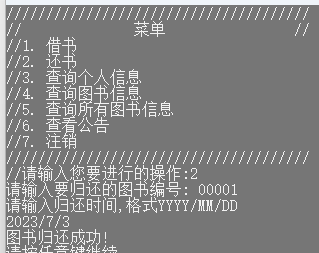 //////////////////////////////////////
// 菜单 //
//1. 借书
//2. 还书
//3. 查询个人信息
//4. 查询图书信息
//5. 查询所有图书信息
//6. 查看公告
//7. 注销
//////////////////////////////////////
//请输入您要进行的操作:2
请输入要归还的图书编号: 00001
请输入归还时间,格式YYYY/MM/DD
2023/7/3
图书归还成功!
请按任意键继续